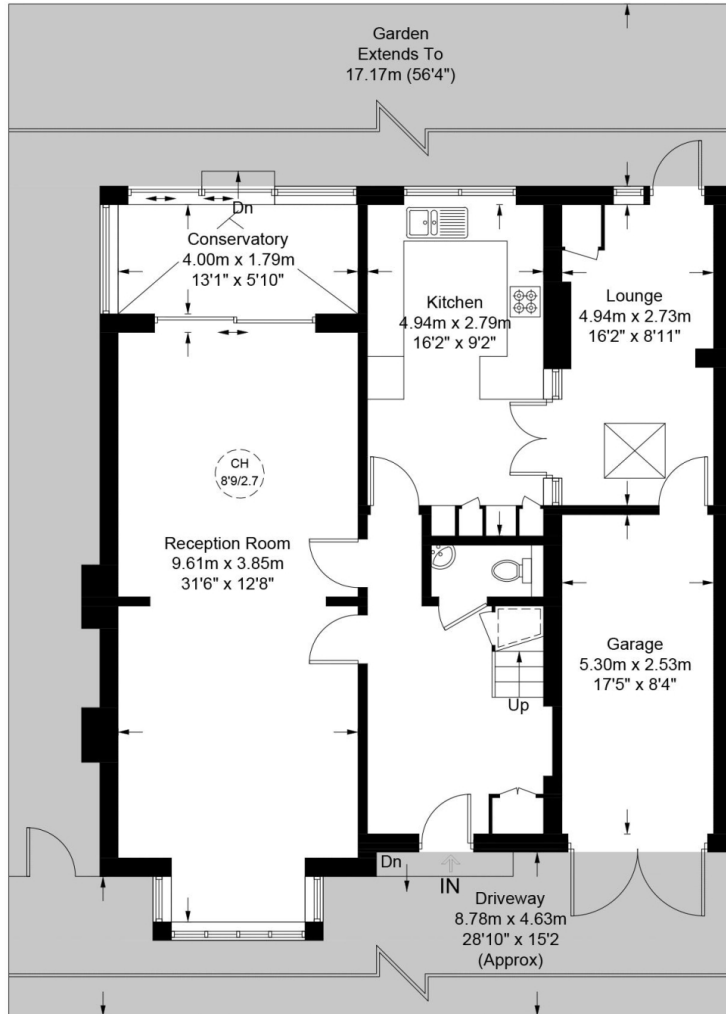 Garden
Extends To
17.17m (56'4")
Dn
Conservatory
4.00m x 1.79m
13'1" x 5'10"
Kitchen
4.94m x 2.79m
16'2" x 9'2"
Lounge
4.94m x 2.73m
16'2" x 8'11"
CH
8'9/2.7
Reception Room
9.61m x 3.85m
31'6" x 12'8"
Garage
5.30m x 2.53m
17'5" x 8'4"
Up
Dn
IN
Driveway
8.78m x 4.63m
28'10" x 15'2
(Approx)